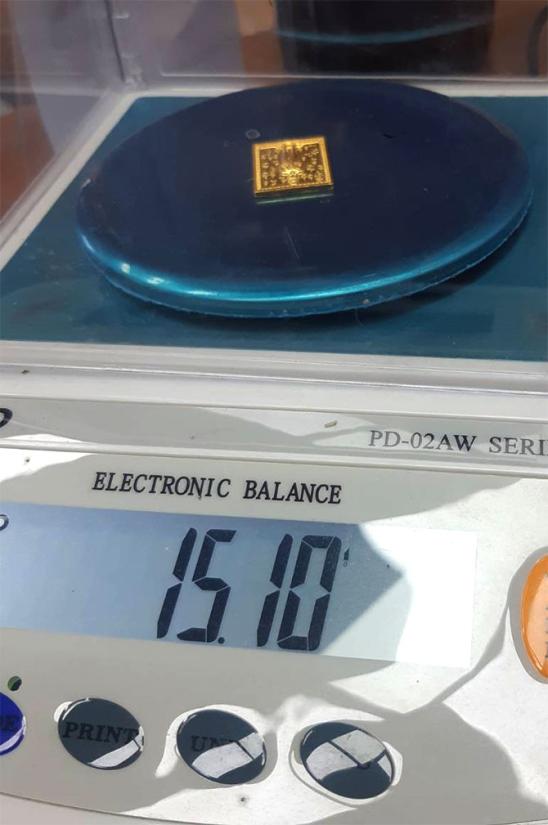 PD-02AW SERI
ELECTRONIC BALANCE
15.10
PRINT